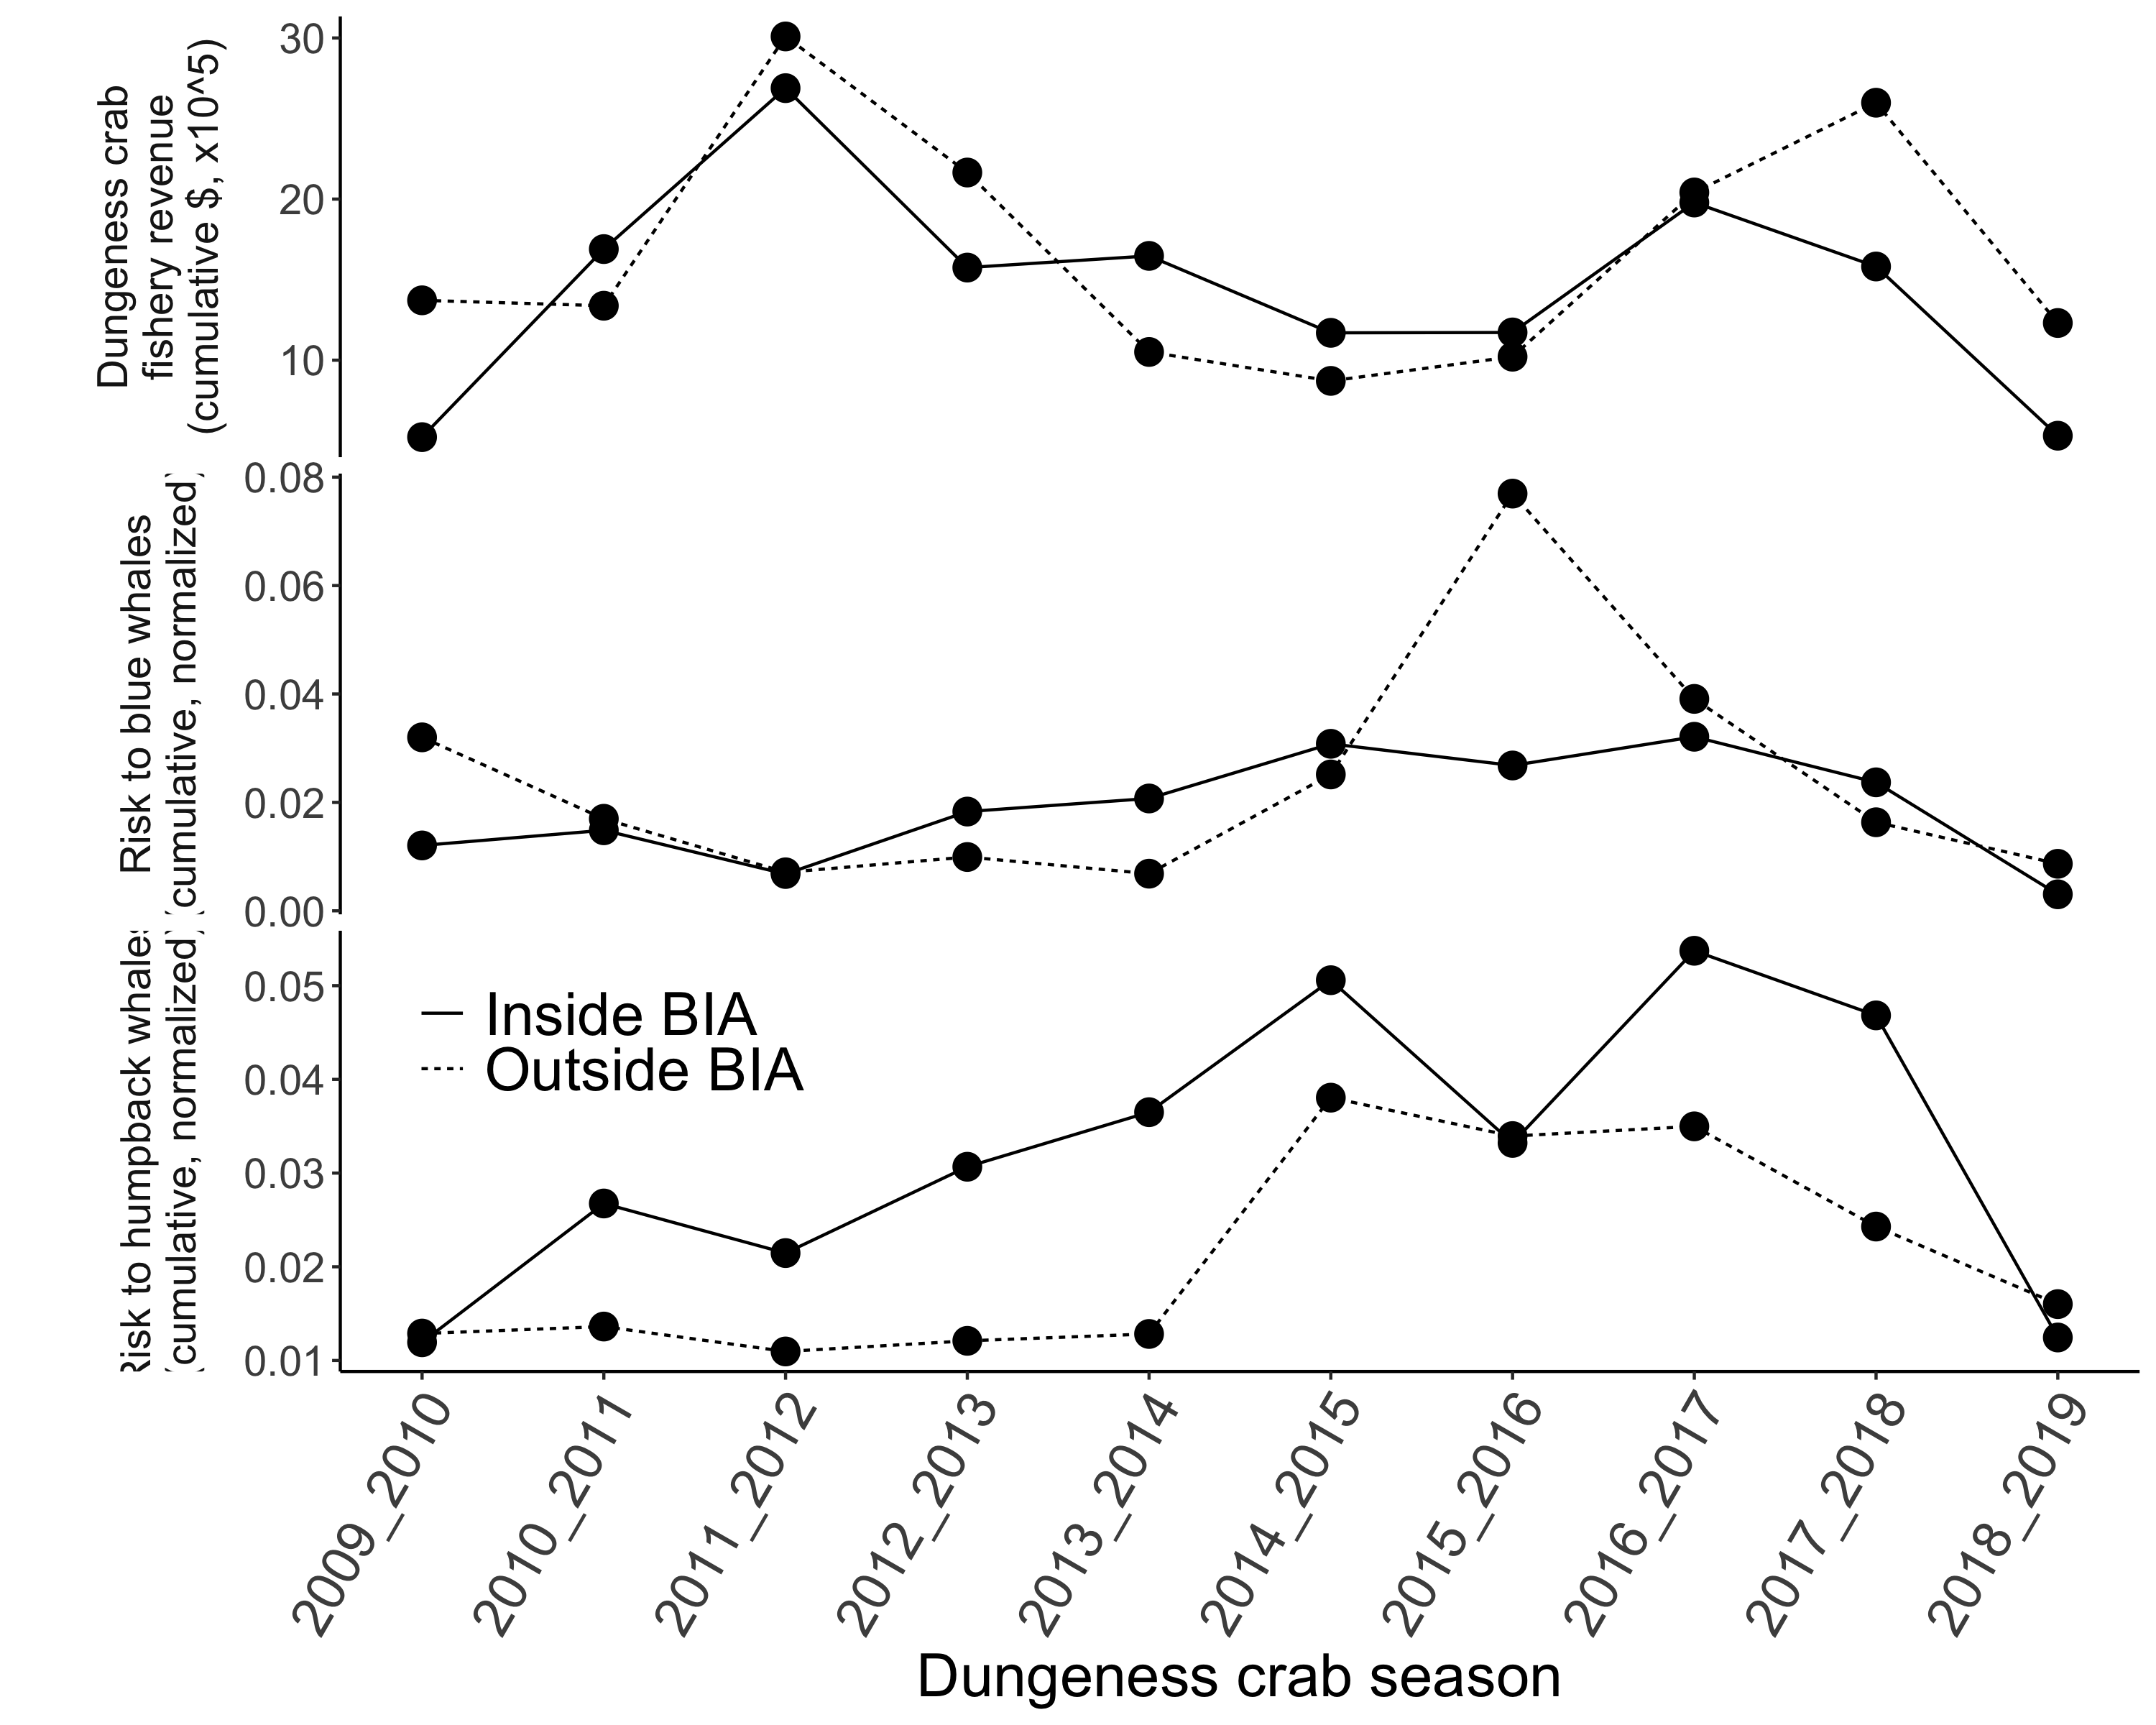 Dungeness crab
fishery revenue
(cumulative $, x10^5)
30
20
10
Risk to blue whales
(cumulative, normalized)
0.08
0.06
0.04
0.02
0.00
Risk to humpback whales
(cumulative, normalized)
0.05
0.04
0.03
0.02
0.01
Inside BIA
Outside BIA
2009_2010
2010_2011
2011_2012
2012_2013
2013_2014
2014_2015
2015_2016
2016_2017
2017_2018
2018_2019
Dungeness crab season